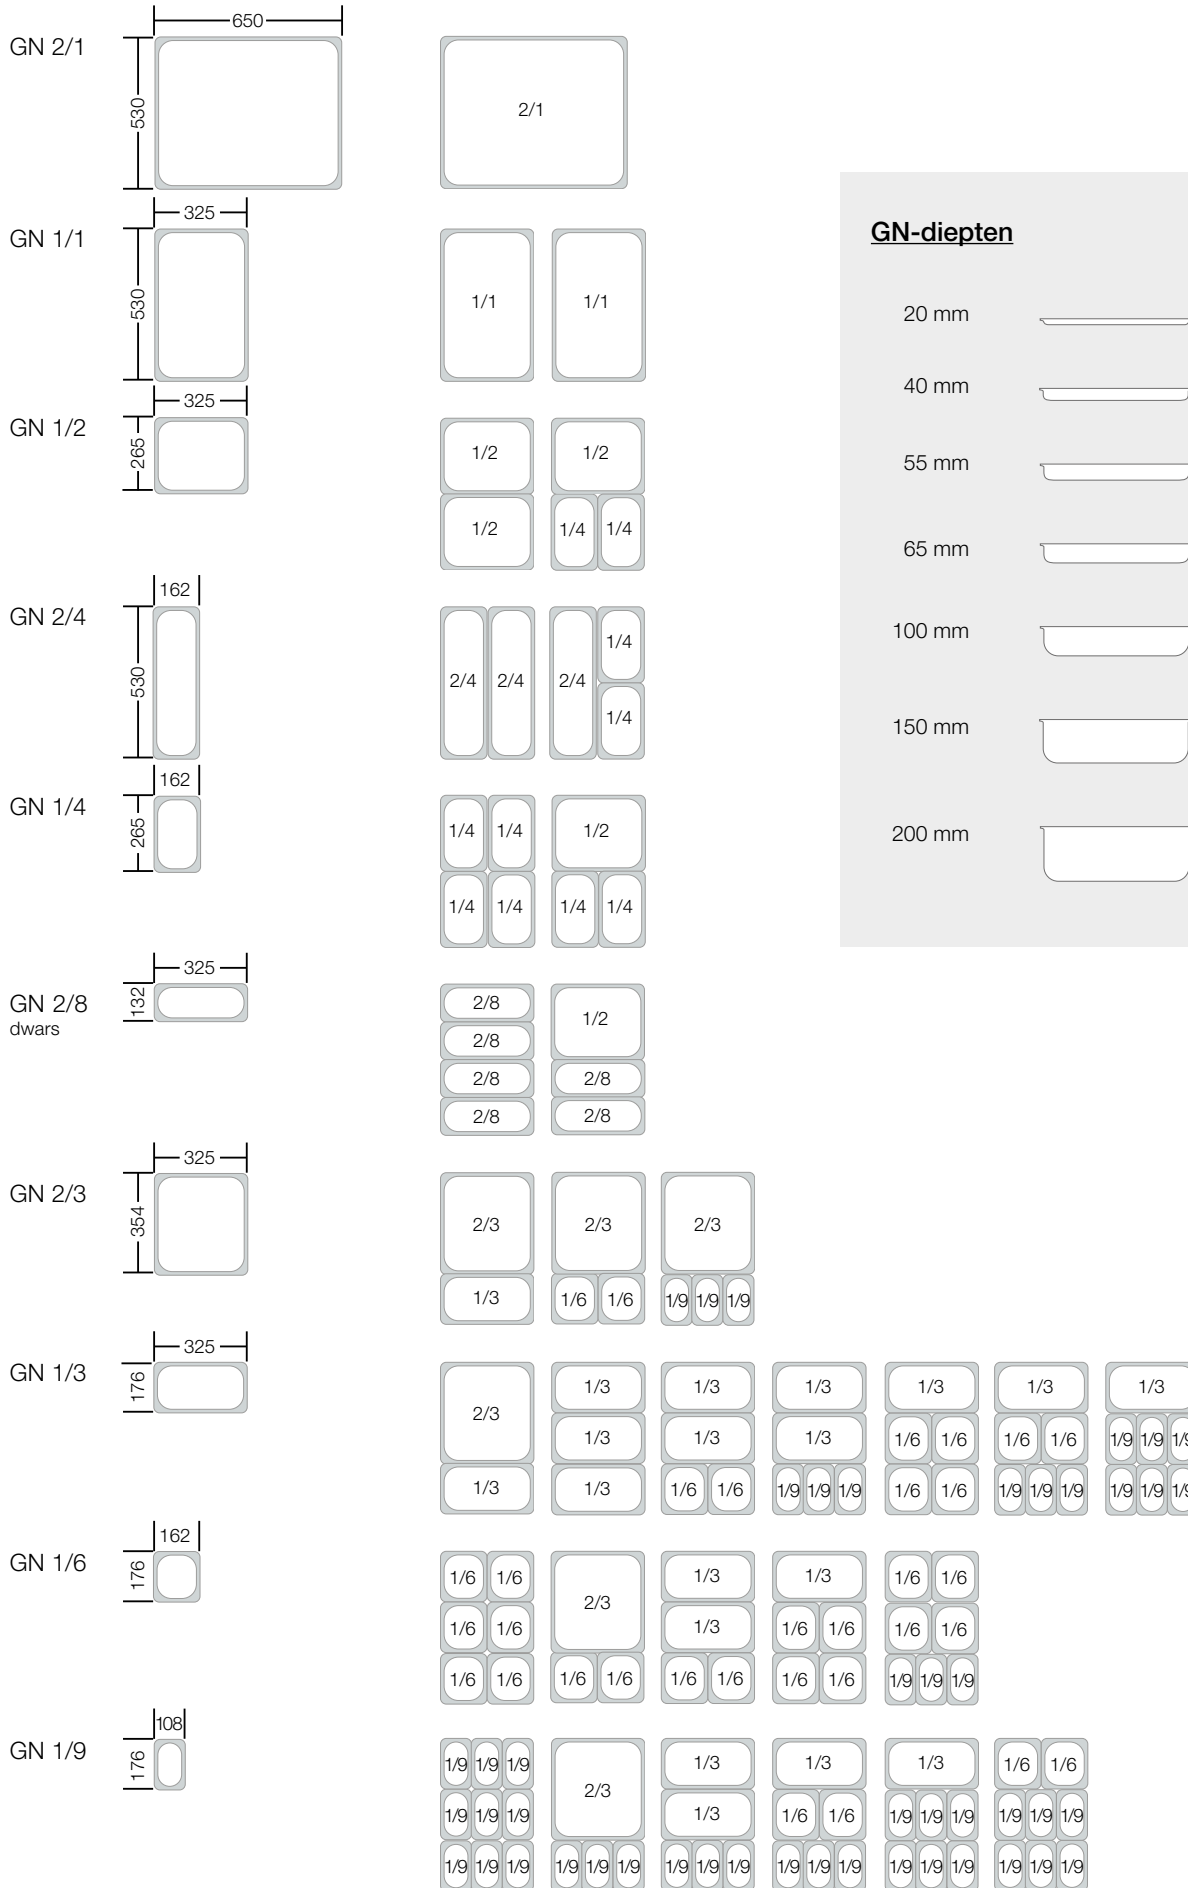 GN 2/1
650
530
2/1
GN-diepten
20 mm
40 mm
55 mm
65 mm
100 mm
150 mm
200 mm
GN 1/1
325
530
1/1 1/1
GN 1/2
325
265
1/2 1/2
1/2 1/4 1/4
GN 2/4
162
530
2/4 2/4 2/4 1/4
1/4
GN 1/4
162
265
1/4 1/4 1/2
1/4 1/4 1/4 1/4
GN 2/8
dwars
325
132
2/8 1/2
2/8
2/8 2/8
2/8 2/8
GN 2/3
325
354
2/3 2/3 2/3
1/3 1/6 1/6 1/9 1/9 1/9
GN 1/3
325
176
2/3 1/3 1/3 1/3 1/3 1/3 1/3
1/3 1/3 1/3 1/6 1/6 1/6 1/6 1/9 1/9 1/9
1/3 1/3 1/6 1/6 1/9 1/9 1/9 1/6 1/6 1/9 1/9 1/9 1/9 1/9 1/9
GN 1/6
162
176
1/6 1/6 2/3 1/3 1/3 1/6 1/6
1/6 1/6 1/3 1/6 1/6 1/6 1/6
1/6 1/6 1/6 1/6 1/6 1/6 1/6 1/6 1/9 1/9 1/9
GN 1/9
108
176
1/9 1/9 1/9 2/3 1/3 1/3 1/3 1/6 1/6
1/9 1/9 1/9 1/3 1/6 1/6 1/9 1/9 1/9 1/9 1/9 1/9
1/9 1/9 1/9 1/9 1/9 1/9 1/9 1/9 1/9 1/9 1/9 1/9 1/9 1/9 1/9 1/9 1/9 1/9